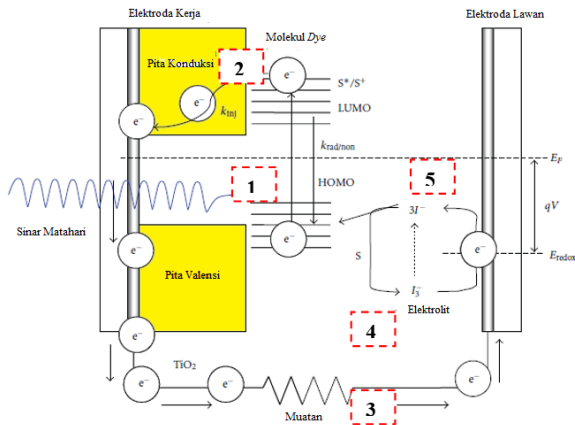 Elektroda Kerja
Elektroda Lawan
Molekul Dye
Pita Konduksi
2
e⁻
S*/S⁺
e⁻
LUMO
k_inj
e⁻
k_rad/non
E_F
1
HOMO
5
3I⁻
qV
Sinar Matahari
e⁻
e⁻
e⁻
S
E_redox
Pita Valensi
I₃⁻
Elektrolit
4
e⁻
TiO₂
e⁻
e⁻
e⁻
Muatan
3